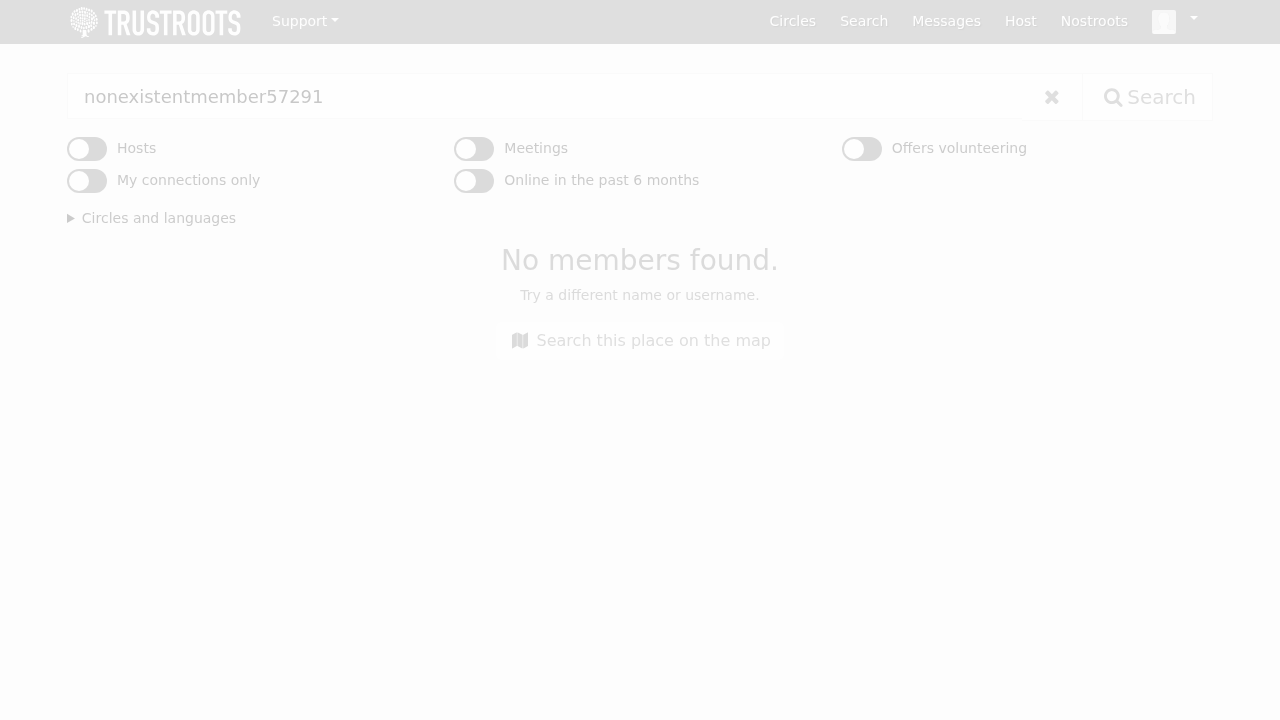 TRUSTROOTS Support Circles Search Messages Host Nostroots
nonexistentmember57291 Search
Hosts Meetings Offers volunteering
My connections only Online in the past 6 months
Circles and languages
No members found.
Try a different name or username.
Search this place on the map